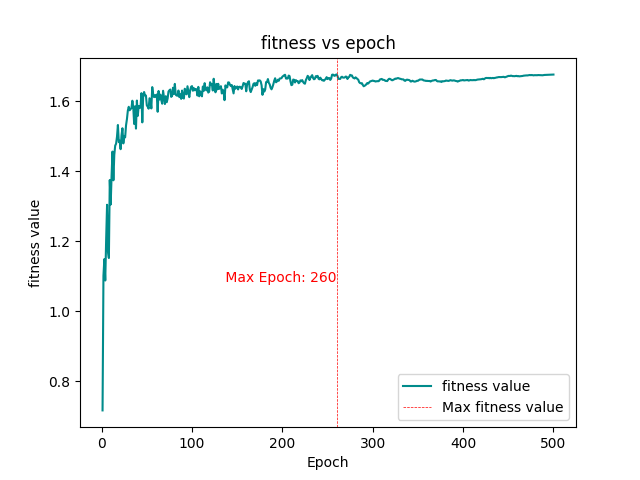 fitness vs epoch
fitness value
1.6
1.4
1.2
1.0
0.8
Max Epoch: 260
fitness value
Max fitness value
0
100
200
300
400
500
Epoch